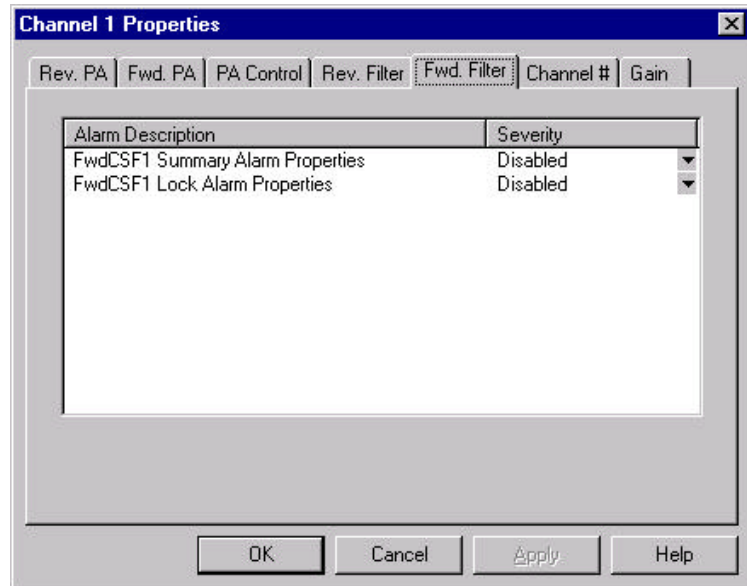 Channel 1 Properties
Rev. PA Fwd. PA PA Control Rev. Filter Fwd. Filter Channel # Gain
Alarm Description Severity
FwdCSF1 Summary Alarm Properties Disabled
FwdCSF1 Lock Alarm Properties Disabled
OK Cancel Apply Help